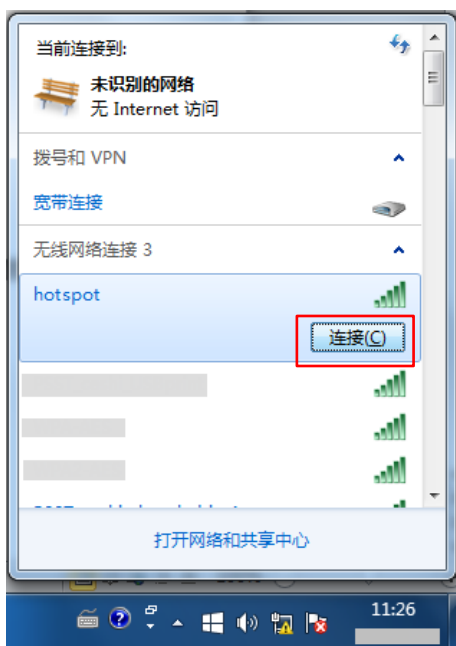 当前连接到:
未识别的网络
无 Internet 访问
拨号和 VPN
宽带连接
无线网络连接 3
hotspot
连接(C)
打开网络和共享中心
11:26